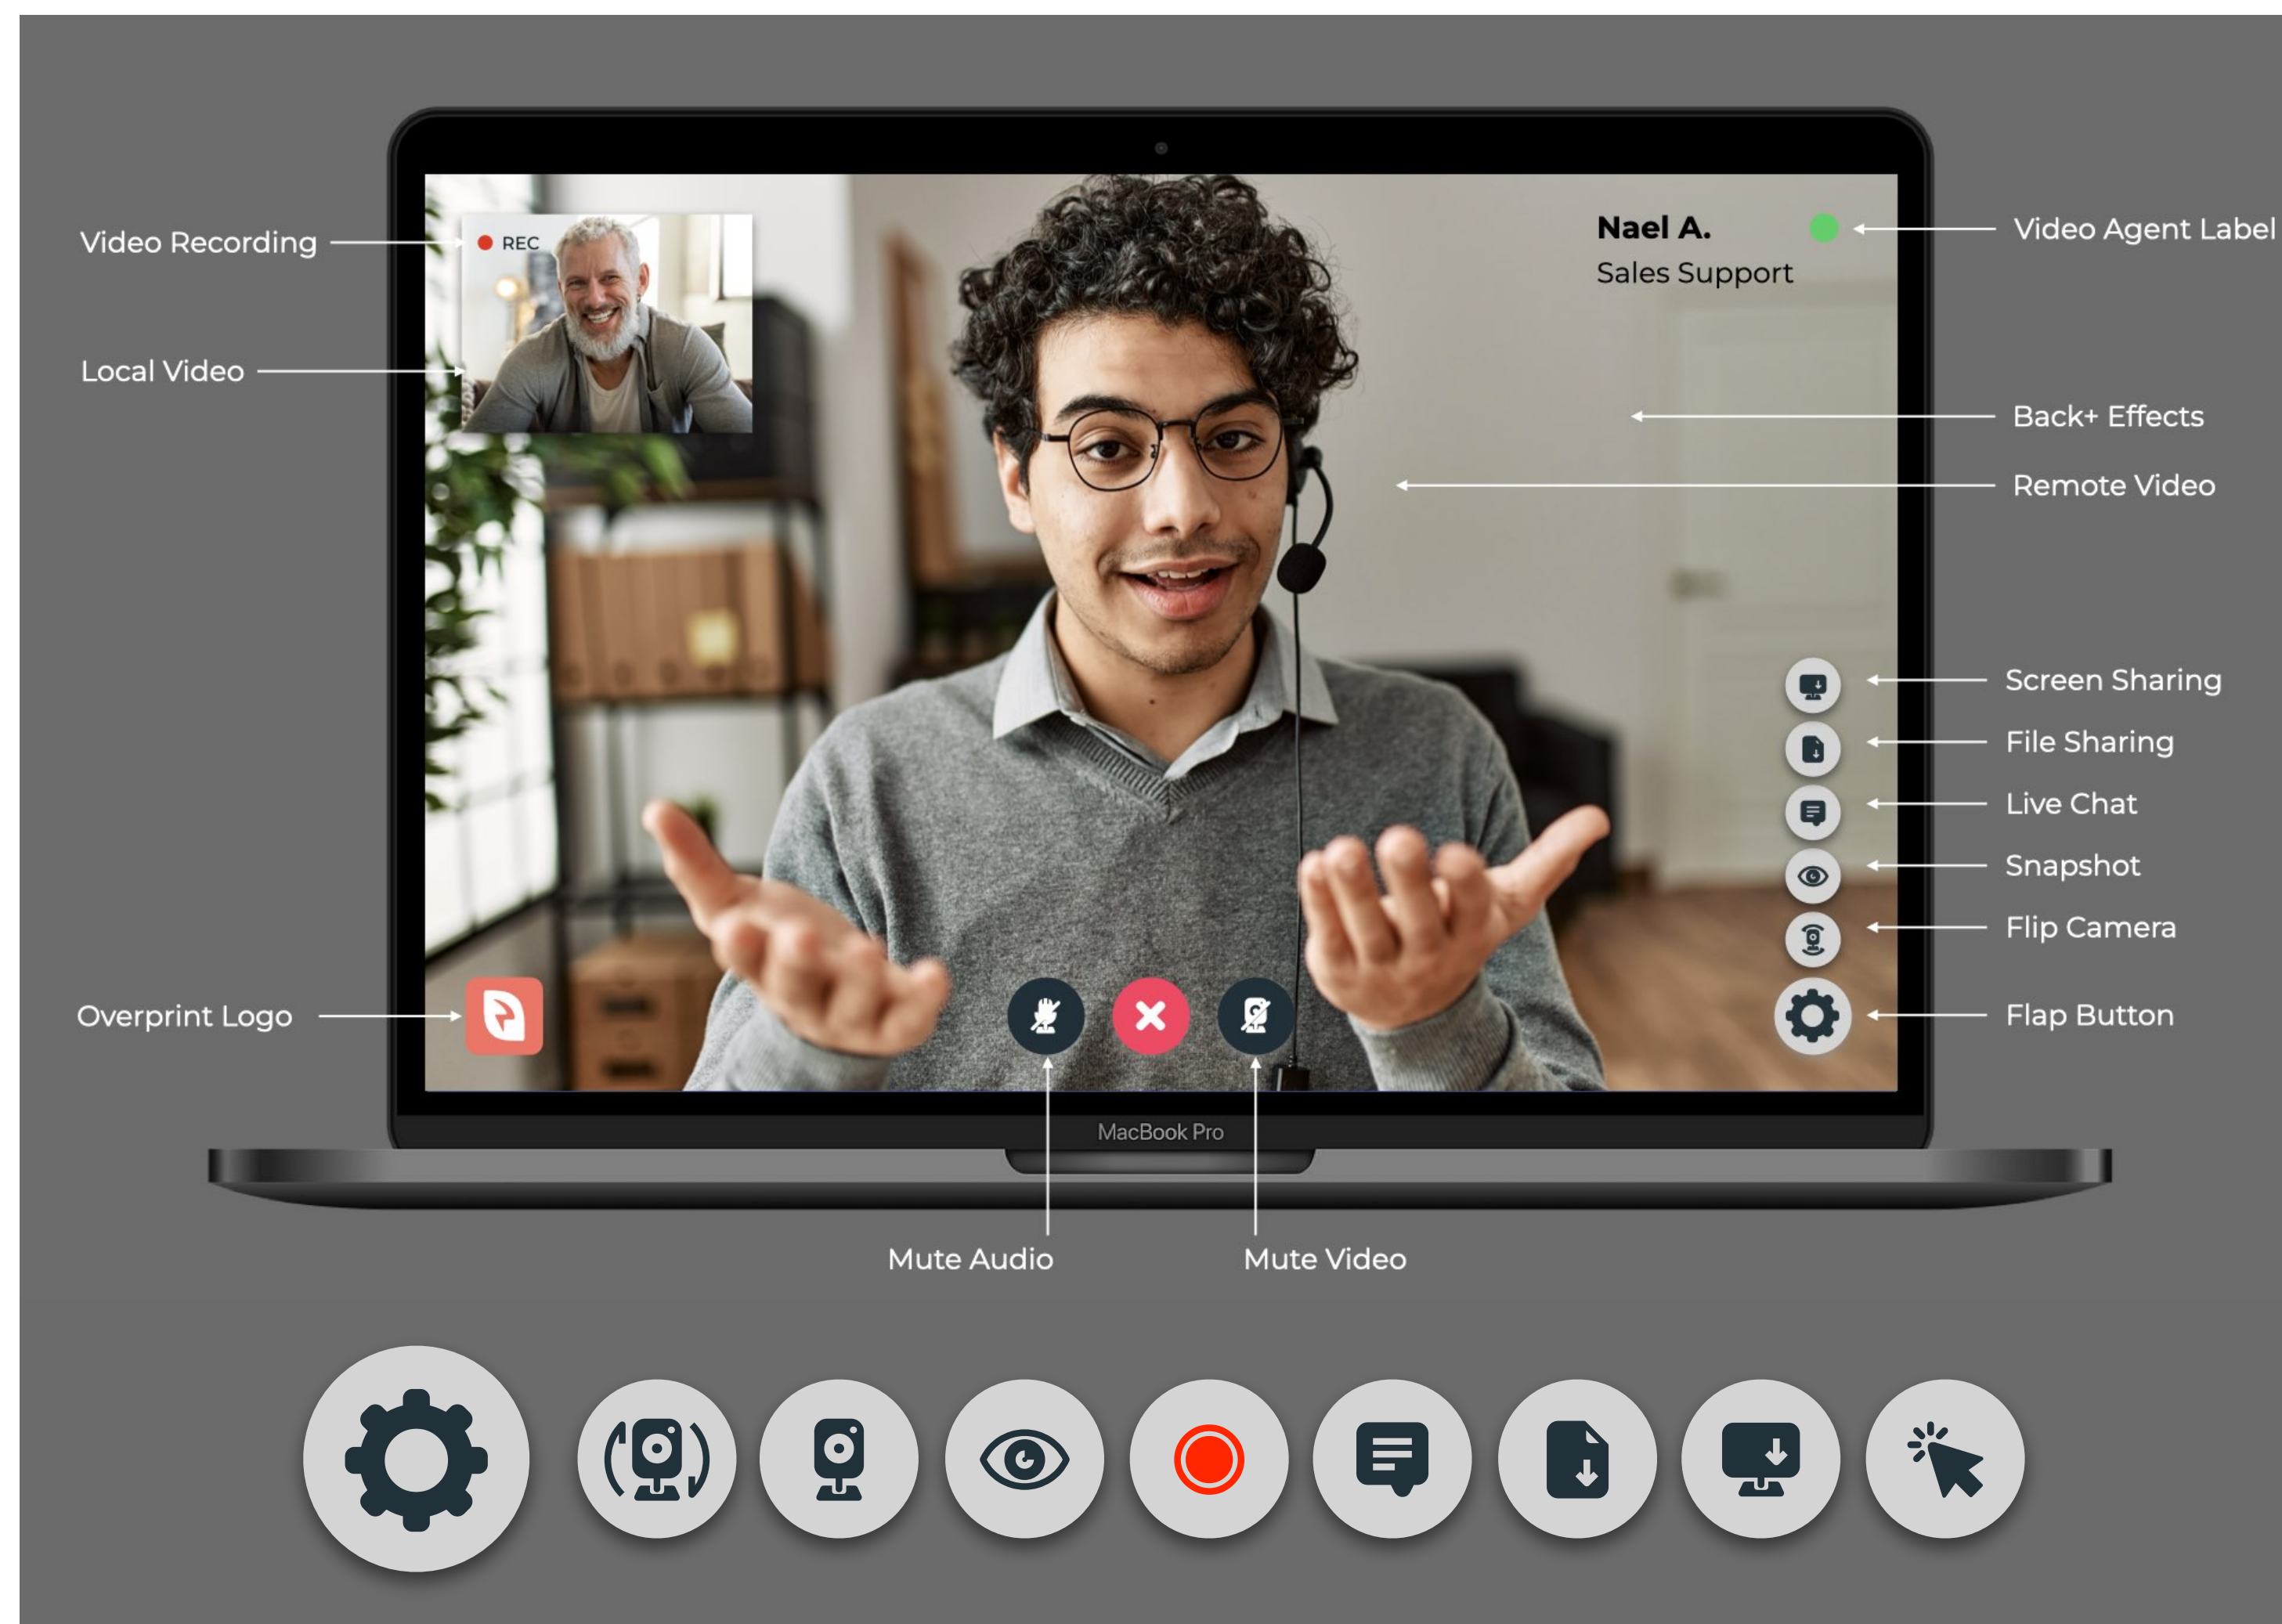 Video Recording
REC
Nael A.
Video Agent Label
Sales Support
Local Video
Back+ Effects
Remote Video
Screen Sharing
File Sharing
Live Chat
Snapshot
Flip Camera
Overprint Logo
Flap Button
MacBook Pro
Mute Audio
Mute Video